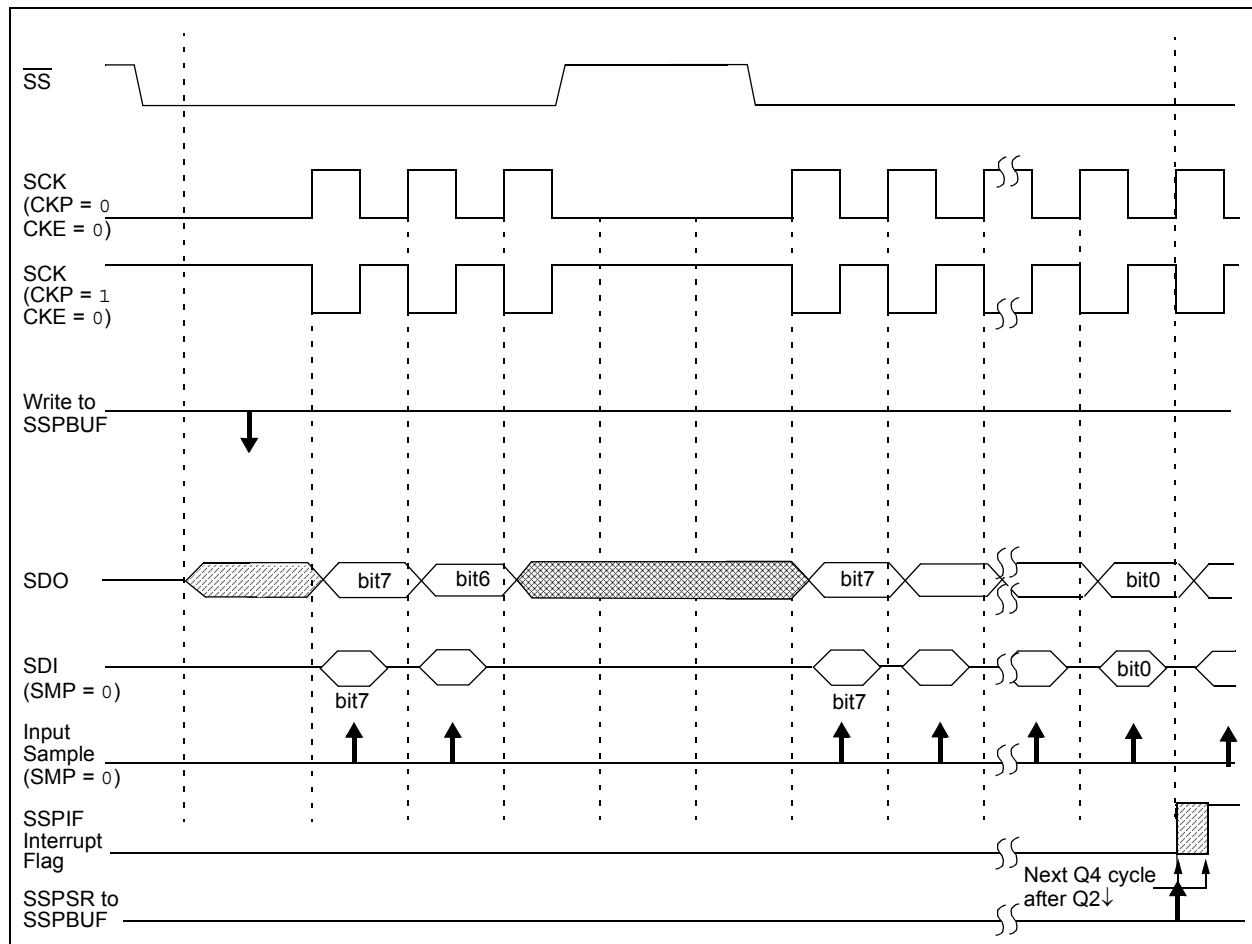 SS
SCK
(CKP = 0
CKE = 0)
SCK
(CKP = 1
CKE = 0)
Write to
SSPBUF
SDO
bit7
bit6
bit7
bit0
SDI
(SMP = 0)
bit7
bit7
bit0
Input
Sample
(SMP = 0)
SSPIF
Interrupt
Flag
Next Q4 cycle
after Q2↓
SSPSR to
SSPBUF